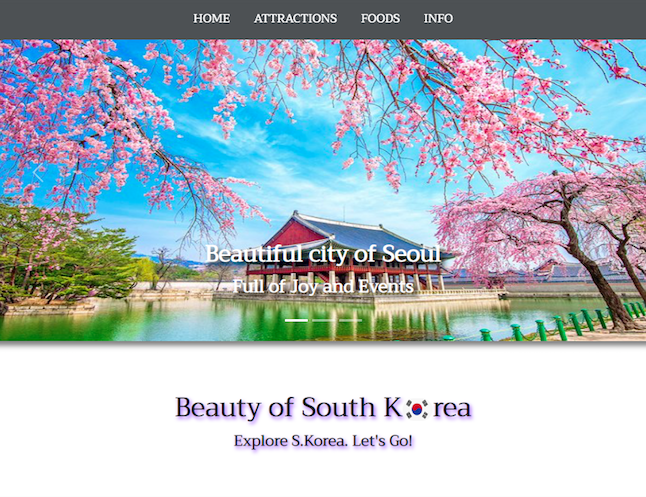 HOME ATTRACTIONS FOODS INFO
Beautiful city of Seoul
Full of Joy and Events
Beauty of South K🇰🇷rea
Explore S.Korea. Let's Go!